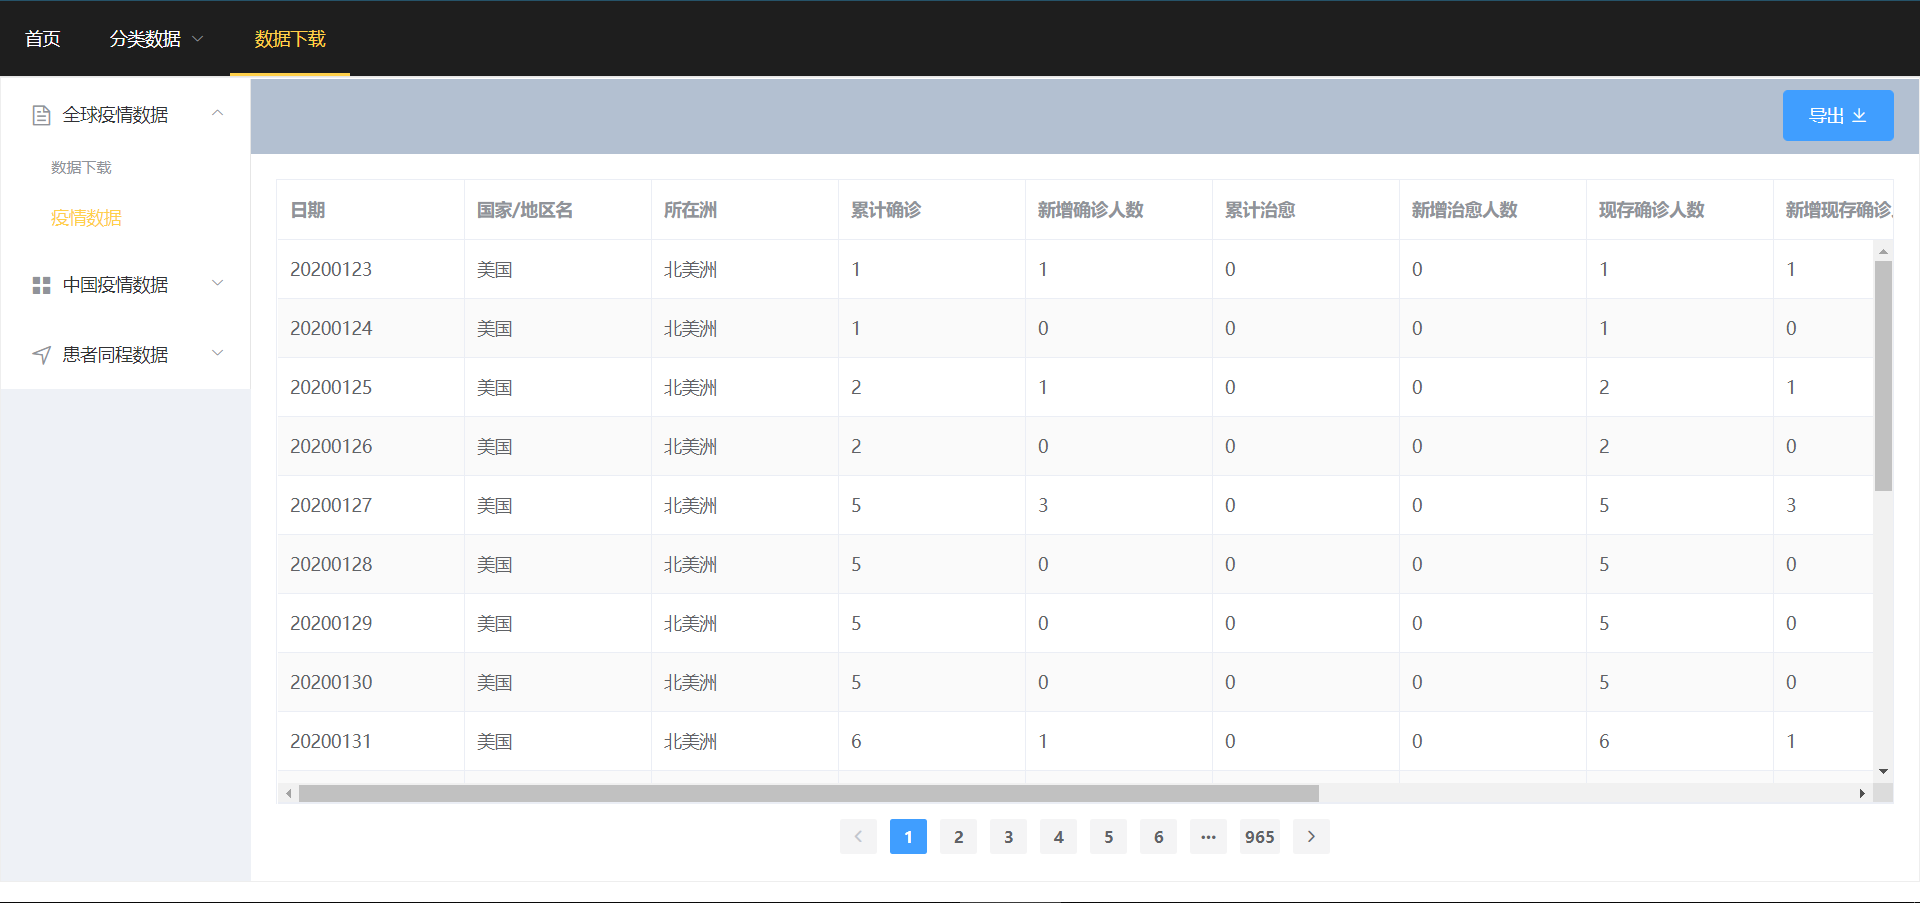 首页 分类数据 数据下载
全球疫情数据
数据下载
疫情数据
中国疫情数据
患者同程数据
导出
日期 国家/地区名 所在洲 累计确诊 新增确诊人数 累计治愈 新增治愈人数 现存确诊人数 新增现存确诊
20200123 美国 北美洲 1 1 0 0 1 1
20200124 美国 北美洲 1 0 0 0 1 0
20200125 美国 北美洲 2 1 0 0 2 1
20200126 美国 北美洲 2 0 0 0 2 0
20200127 美国 北美洲 5 3 0 0 5 3
20200128 美国 北美洲 5 0 0 0 5 0
20200129 美国 北美洲 5 0 0 0 5 0
20200130 美国 北美洲 5 0 0 0 5 0
20200131 美国 北美洲 6 1 0 0 6 1
1 2 3 4 5 6 ··· 965